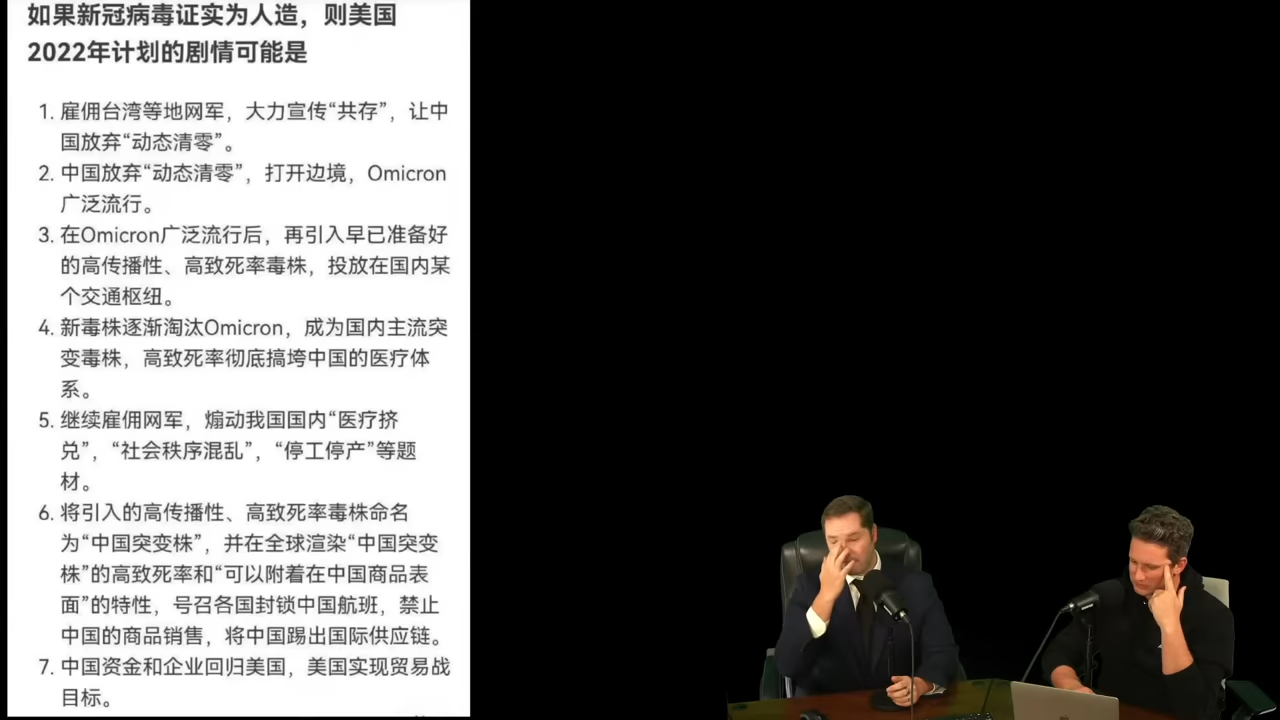 如果新冠病毒证实为人造，则美国
2022年计划的剧情可能是
1. 雇佣台湾等地网军，大力宣传“共存”，让中
国放弃“动态清零”。
2. 中国放弃“动态清零”，打开边境，Omicron
广泛流行。
3. 在Omicron广泛流行后，再引入早已准备好
的高传播性、高致死率毒株，投放在国内某
个交通枢纽。
4. 新毒株逐渐淘汰Omicron，成为国内主流突
变毒株，高致死率彻底搞垮中国的医疗体
系。
5. 继续雇佣网军，煽动我国国内“医疗挤
兑”，“社会秩序混乱”，“停工停产”等题
材。
6. 将引入的高传播性、高致死率毒株命名
为“中国突变株”，并在全球渲染“中国突变
株”的高致死率和“可以附着在中国商品表
面”的特性，号召各国封锁中国航班，禁止
中国的商品销售，将中国踢出国际供应链。
7. 中国资金和企业回归美国，美国实现贸易战
目标。